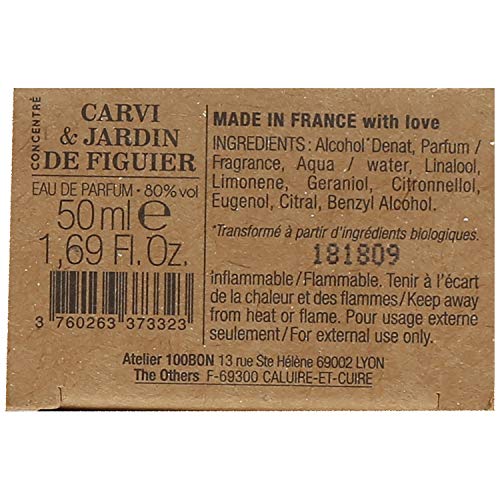 CONCENTRÉ
CARVI
& JARDIN
DE FIGUIER
EAU DE PARFUM • 80% vol
50 ml e
1,69 Fl. Oz.
3 760263 373323
MADE IN FRANCE with love
INGREDIENTS : Alcohol* Denat, Parfum /
Fragrance, Aqua / water, Linalool,
Limonene, Geraniol, Citronnellol,
Eugenol, Citral, Benzyl Alcohol.
*Transformé à partir d'ingrédients biologiques.
181809
inflammable/Flammable. Tenir à l'écart
de la chaleur et des flammes/Keep away
from heat or flame. Pour usage externe
seulement/For external use only.
Atelier 100BON 13 rue Ste Hélène 69002 LYON
The Others F-69300 CALUIRE-ET-CUIRE